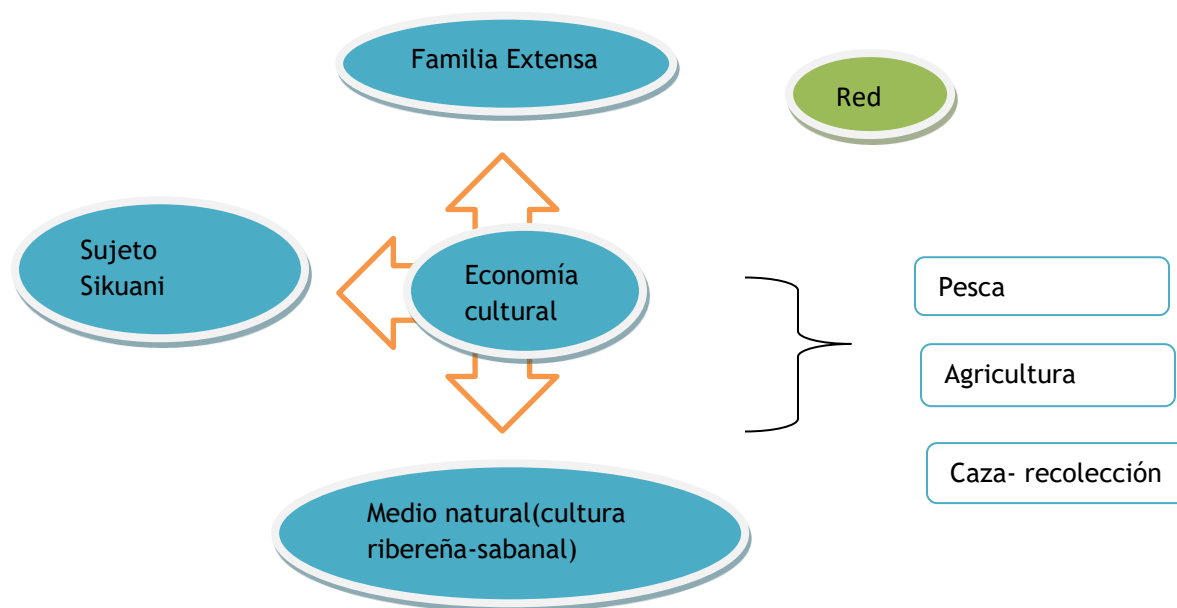 Familia Extensa
Red
Sujeto
Sikuani
Economía
cultural
Pesca
Agricultura
Caza- recolección
Medio natural(cultura
ribereña-sabanal)